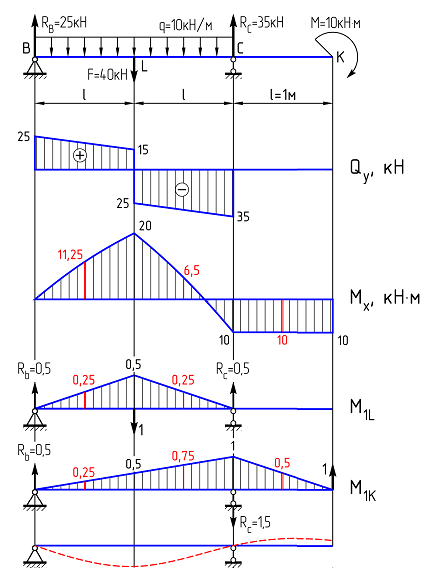 R_B=25кН q=10кН/м R_C=35кН M=10кН·м
B C K
F=40кН L
l l l=1м
25 + 15
Q_y, кН
25 − 35
20
11,25 6,5
M_x, кН·м
10 10 10
R_b=0,5 0,5 R_c=0,5
0,25 0,25
M_1L
1
R_b=0,5 1
0,25 0,5 0,75 0,5 1
M_1K
R_c=1,5